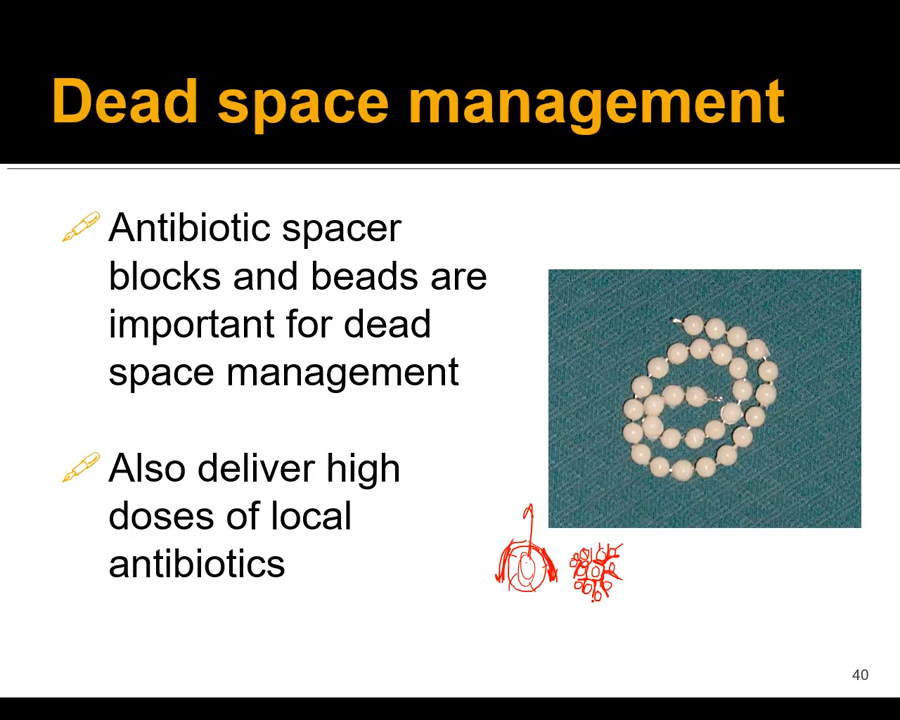 Dead space management
Antibiotic spacer
blocks and beads are
important for dead
space management
Also deliver high
doses of local
antibiotics
40